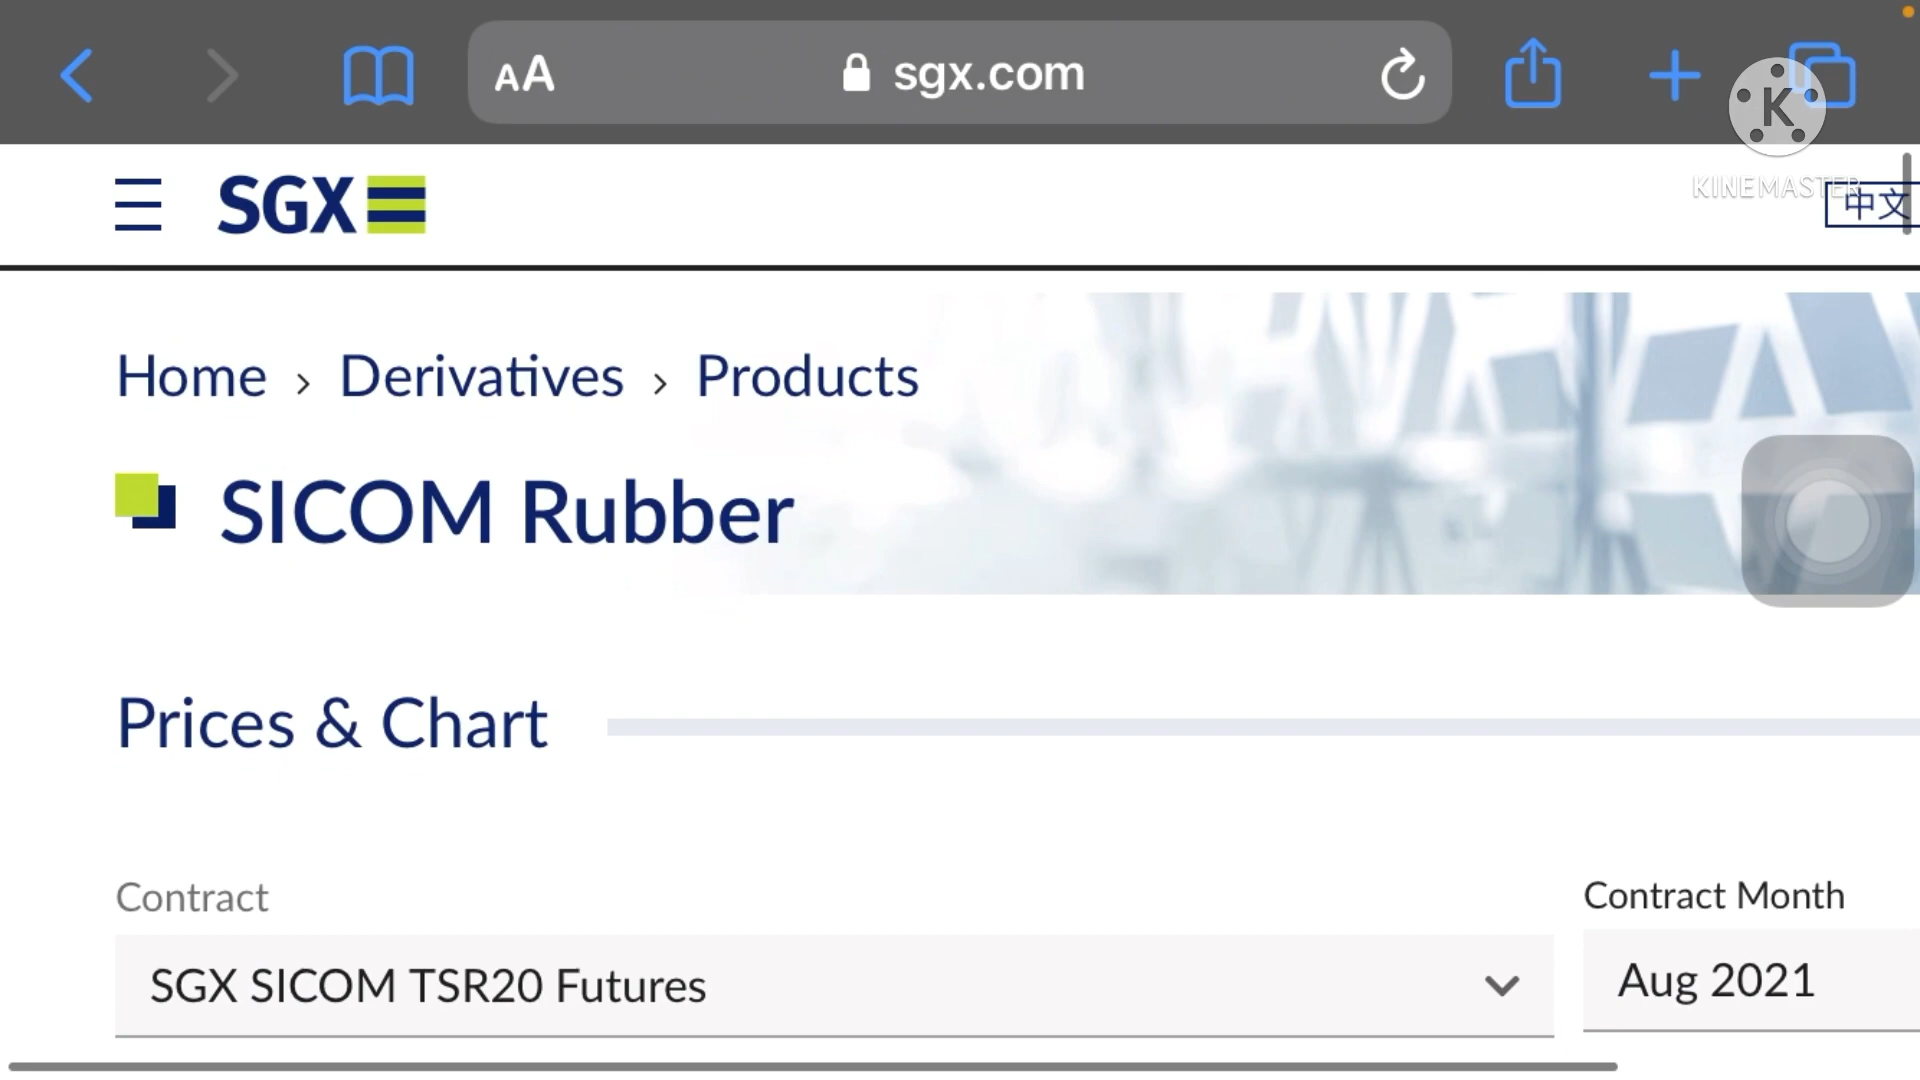 AA sgx.com
K
KINEMASTER
SGX
中文
Home › Derivatives › Products
SICOM Rubber
Prices & Chart
Contract
Contract Month
SGX SICOM TSR20 Futures
Aug 2021